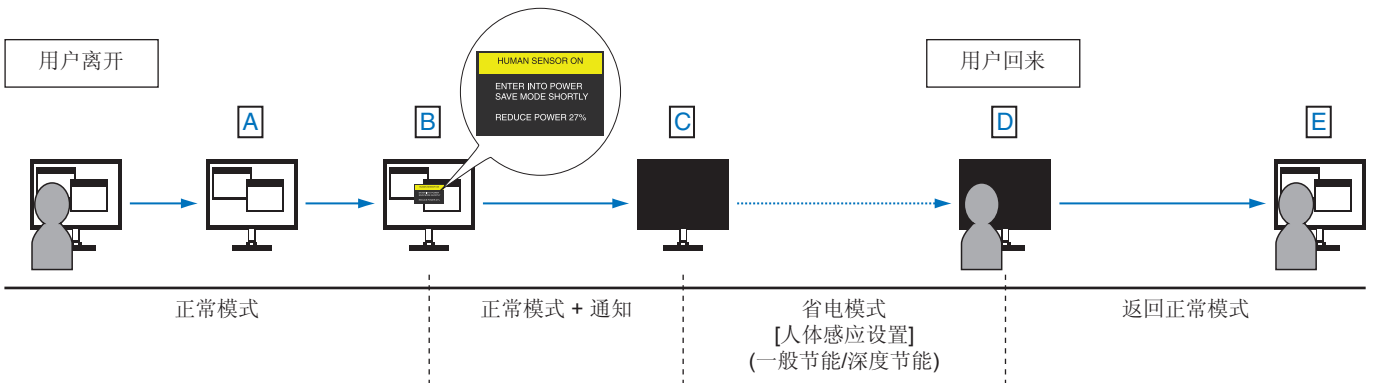 用户离开
HUMAN SENSOR ON
ENTER INTO POWER
SAVE MODE SHORTLY
REDUCE POWER 27%
用户回来
A
B
C
D
E
正常模式
正常模式 + 通知
省电模式
[人体感应设置]
(一般节能/深度节能)
返回正常模式